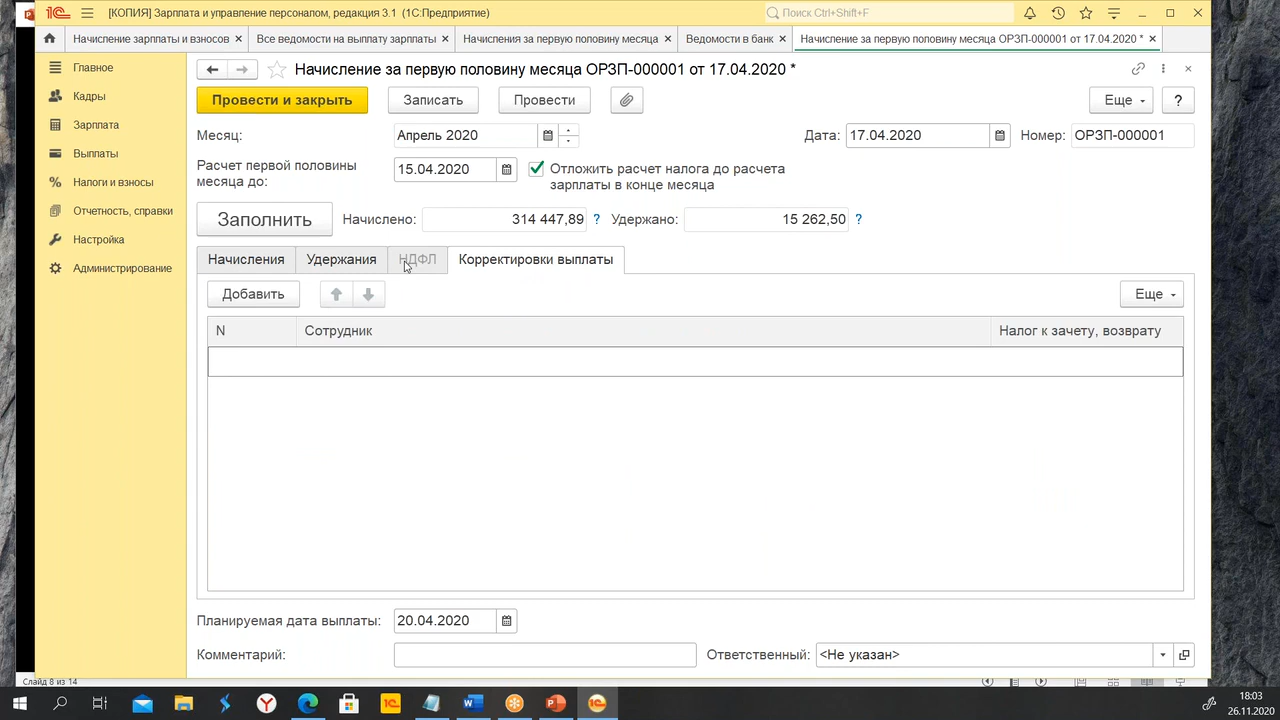 [КОПИЯ] Зарплата и управление персоналом, редакция 3.1 (1С:Предприятие)
Поиск Ctrl+Shift+F
Начисление зарплаты и взносов
Все ведомости на выплату зарплаты
Начисления за первую половину месяца
Ведомости в банк
Начисление за первую половину месяца ОРЗП-000001 от 17.04.2020 *
Главное
Кадры
Зарплата
Выплаты
Налоги и взносы
Отчетность, справки
Настройка
Администрирование
Начисление за первую половину месяца ОРЗП-000001 от 17.04.2020 *
Провести и закрыть
Записать
Провести
Еще
?
Месяц:
Апрель 2020
Дата:
17.04.2020
Номер:
ОРЗП-000001
Расчет первой половины
месяца до:
15.04.2020
Отложить расчет налога до расчета
зарплаты в конце месяца
Заполнить
Начислено:
314 447,89
?
Удержано:
15 262,50
?
Начисления
Удержания
НДФЛ
Корректировки выплаты
Добавить
Еще
N
Сотрудник
Налог к зачету, возврату
Планируемая дата выплаты:
20.04.2020
Комментарий:
Ответственный:
<Не указан>
Слайд 8 из 14
18:03
26.11.2020